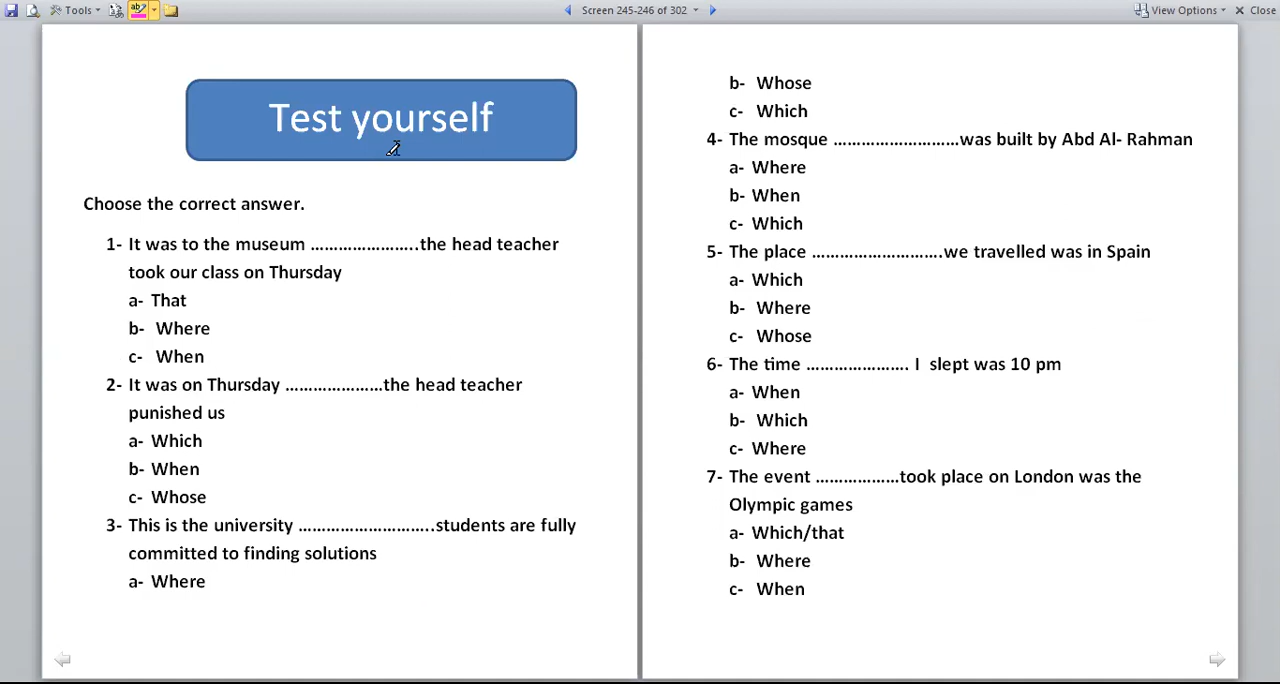 Tools
Screen 245-246 of 302
View Options
Close
Test yourself
Choose the correct answer.
1- It was to the museum …………………..the head teacher
took our class on Thursday
a- That
b- Where
c- When
2- It was on Thursday …………………the head teacher
punished us
a- Which
b- When
c- Whose
3- This is the university ………………………..students are fully
committed to finding solutions
a- Where
b- Whose
c- Which
4- The mosque ………………………was built by Abd Al- Rahman
a- Where
b- When
c- Which
5- The place ……………………….we travelled was in Spain
a- Which
b- Where
c- Whose
6- The time …………………. I  slept was 10 pm
a- When
b- Which
c- Where
7- The event ………………took place on London was the
Olympic games
a- Which/that
b- Where
c- When